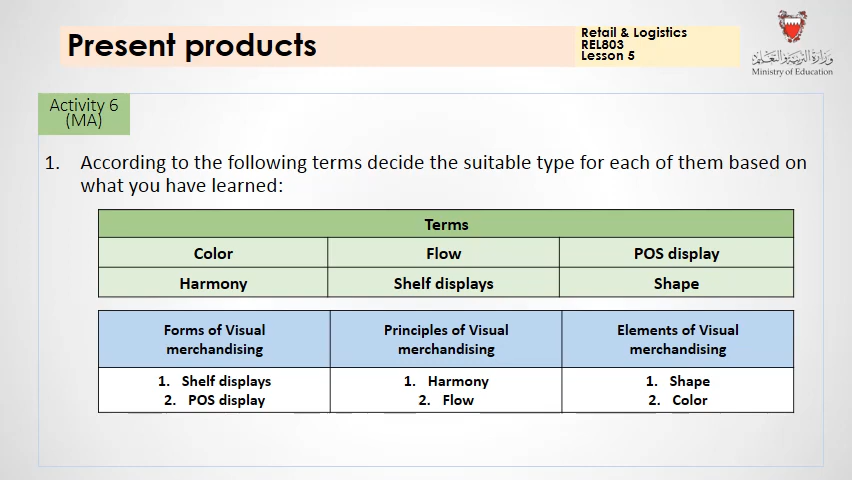 Present products
Retail & Logistics
REL803
Lesson 5
وزارة التربية والتعليم
Ministry of Education
Activity 6
(MA)
1. According to the following terms decide the suitable type for each of them based on
what you have learned:
Terms
Color Flow POS display
Harmony Shelf displays Shape
Forms of Visual
merchandising
Principles of Visual
merchandising
Elements of Visual
merchandising
1. Shelf displays
2. POS display
1. Harmony
2. Flow
1. Shape
2. Color